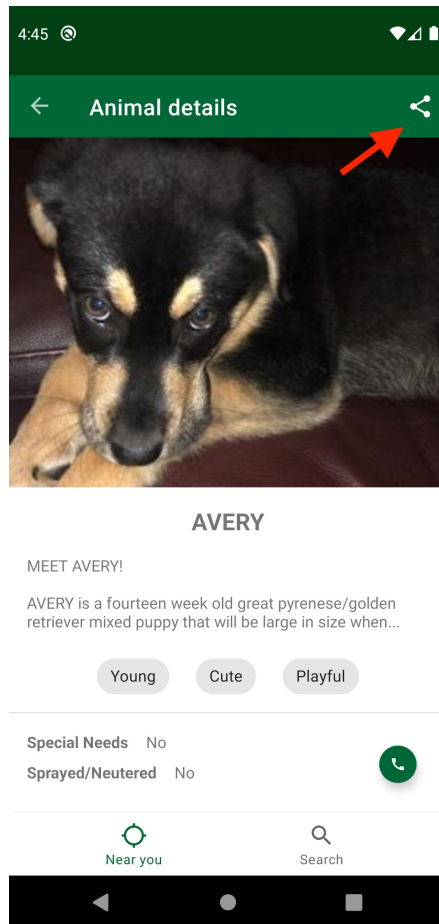 4:45
Animal details
AVERY
MEET AVERY!
AVERY is a fourteen week old great pyrenese/golden
retriever mixed puppy that will be large in size when...
Young Cute Playful
Special Needs No
Sprayed/Neutered No
Near you Search